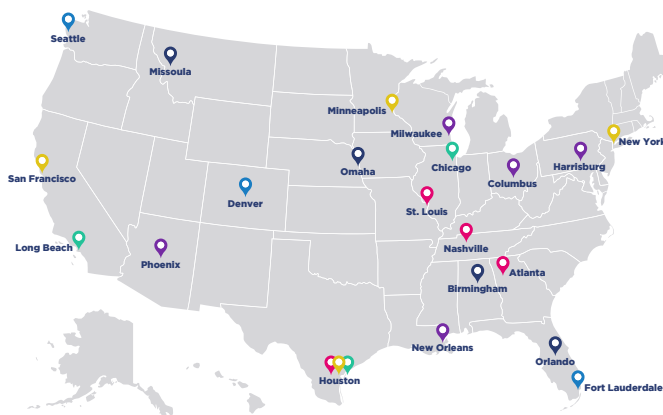 Seattle
Missoula
Minneapolis
Milwaukee
New York
Chicago
Harrisburg
Omaha
Columbus
San Francisco
Denver
St. Louis
Long Beach
Nashville
Phoenix
Atlanta
Birmingham
New Orleans
Orlando
Houston
Fort Lauderdale